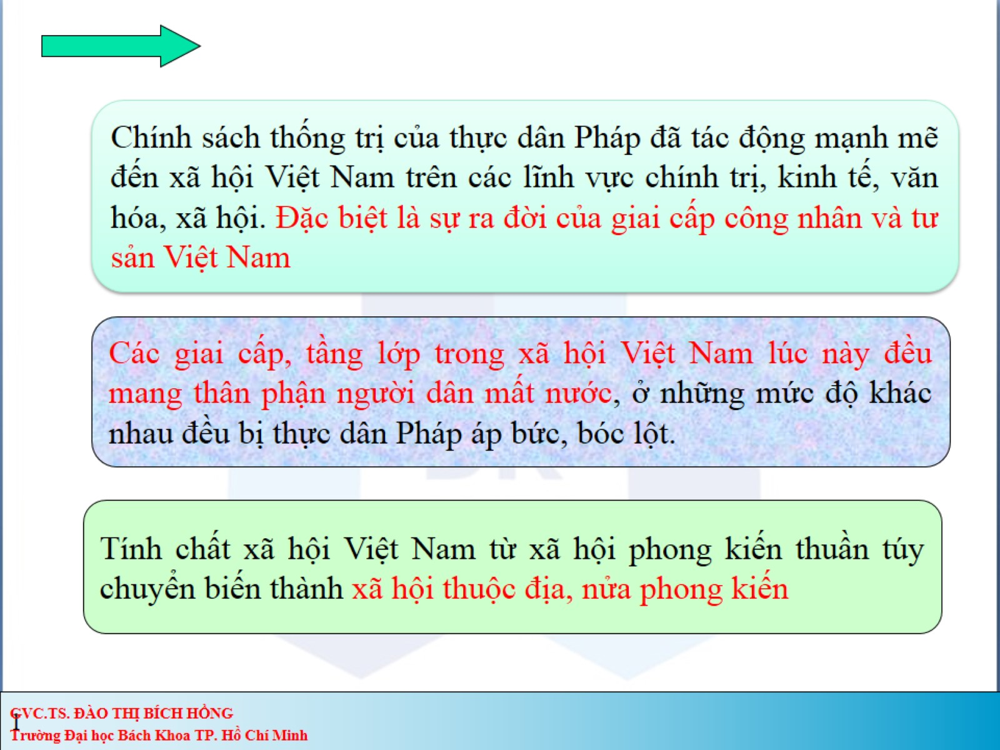 Chính sách thống trị của thực dân Pháp đã tác động mạnh mẽ
đến xã hội Việt Nam trên các lĩnh vực chính trị, kinh tế, văn
hóa, xã hội. Đặc biệt là sự ra đời của giai cấp công nhân và tư
sản Việt Nam
Các giai cấp, tầng lớp trong xã hội Việt Nam lúc này đều
mang thân phận người dân mất nước, ở những mức độ khác
nhau đều bị thực dân Pháp áp bức, bóc lột.
Tính chất xã hội Việt Nam từ xã hội phong kiến thuần túy
chuyển biến thành xã hội thuộc địa, nửa phong kiến
GVC.TS. ĐÀO THỊ BÍCH HỒNG
1
Trường Đại học Bách Khoa TP. Hồ Chí Minh